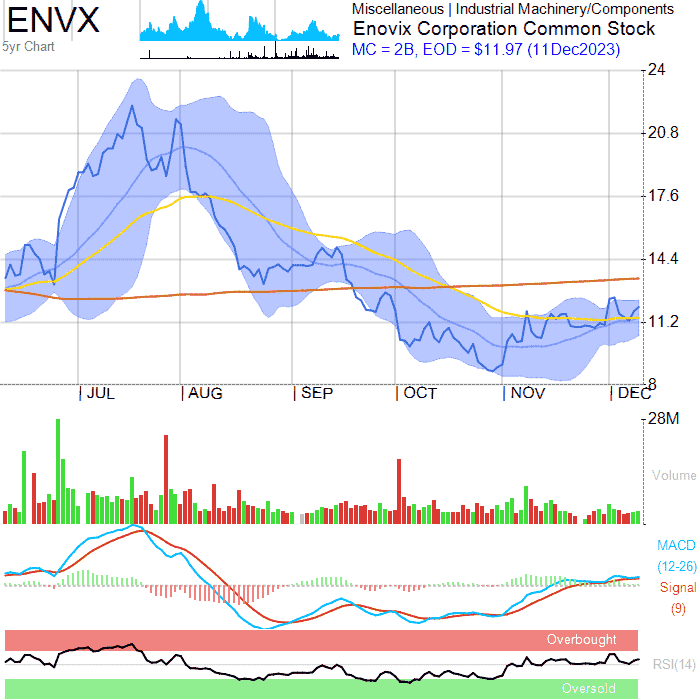 ENVX
5yr Chart
Miscellaneous | Industrial Machinery/Components
Enovix Corporation Common Stock
MC = 2B, EOD = $11.97 (11Dec2023)
24
20.8
17.6
14.4
11.2
8
| JUL | AUG | SEP | OCT | NOV | DEC
28M
Volume
MACD
(12-26)
Signal
(9)
Overbought
RSI(14)
Oversold